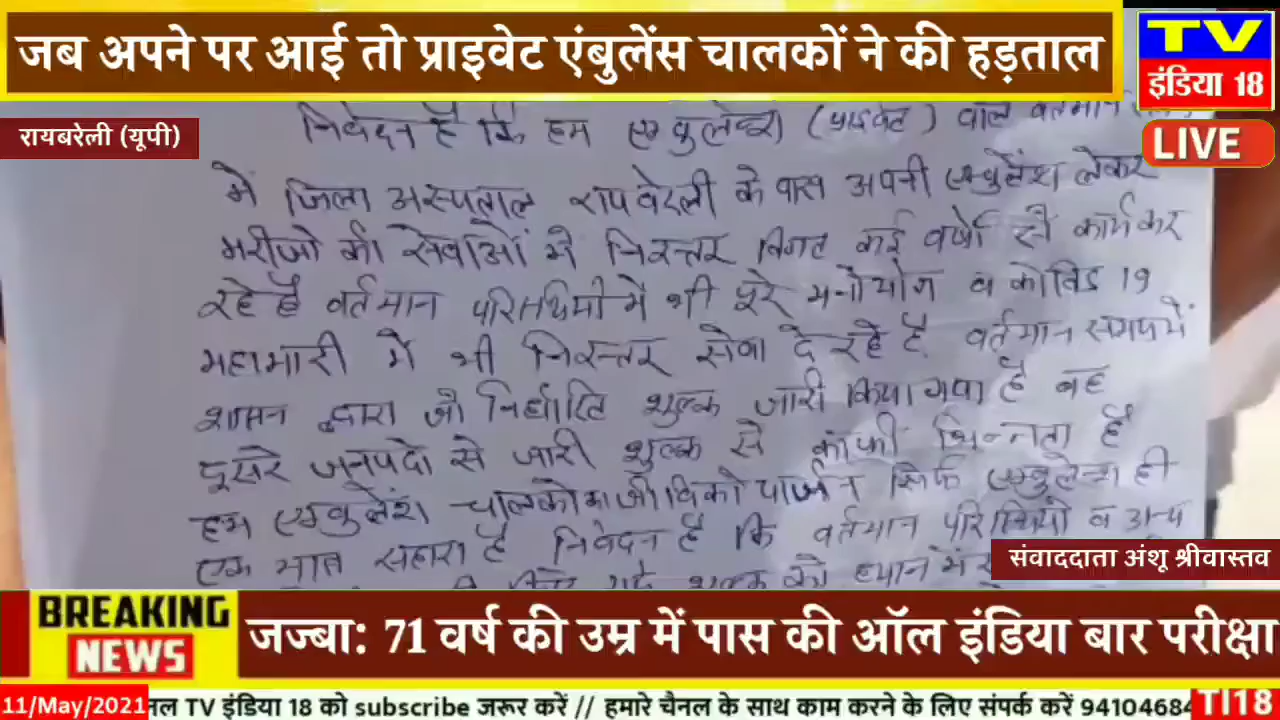 जब अपने पर आई तो प्राइवेट एंबुलेंस चालकों ने की हड़ताल
TV
इंडिया 18
रायबरेली (यूपी)
LIVE
निवेदन है कि हम एम्बुलेन्स (प्राइवेट) वाले वर्तमान
में जिला अस्पताल रायबरेली के पास अपनी एम्बुलेंश लेकर
मरीजो की सेवाओं में निरन्तर विगत कई वर्षो से कार्य कर
रहे है वर्तमान परिस्थियो में भी पूरे मनोयोग व कोविड 19
महामारी में भी निरन्तर सेवा दे रहे है वर्तमान समय में
शासन द्वारा जो निर्धारित शुल्क जारी किया गया है वह
दूसरे जनपदो से जारी शुल्क से काफी भिन्नता है
हम एम्बुलेंश चालको का जीविकोपार्जन सिर्फ एम्बुलेन्श ही
एक मात्र सहारा है निवेदन है कि वर्तमान व अन्य
शुल्क को ध्यान में
संवाददाता अंशू श्रीवास्तव
BREAKING
NEWS
जज्बा: 71 वर्ष की उम्र में पास की ऑल इंडिया बार परीक्षा
11/May/2021
नल TV इंडिया 18 को subscribe जरूर करें // हमारे चैनल के साथ काम करने के लिए संपर्क करें 94104684
TI18